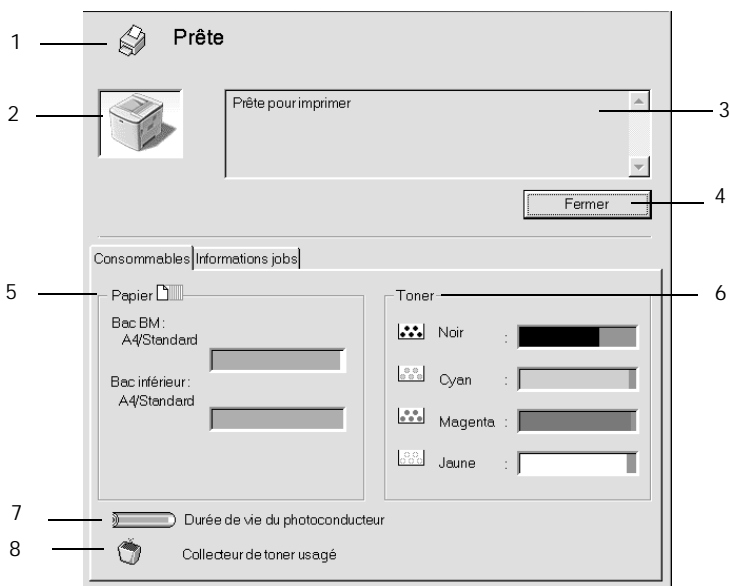 1 Prête
2 Prête pour imprimer 3
Fermer 4
Consommables Informations jobs
5 Papier Toner 6
Bac BM :
A4/Standard
Bac inférieur :
A4/Standard
Noir :
Cyan :
Magenta :
Jaune :
7 Durée de vie du photoconducteur
8 Collecteur de toner usagé